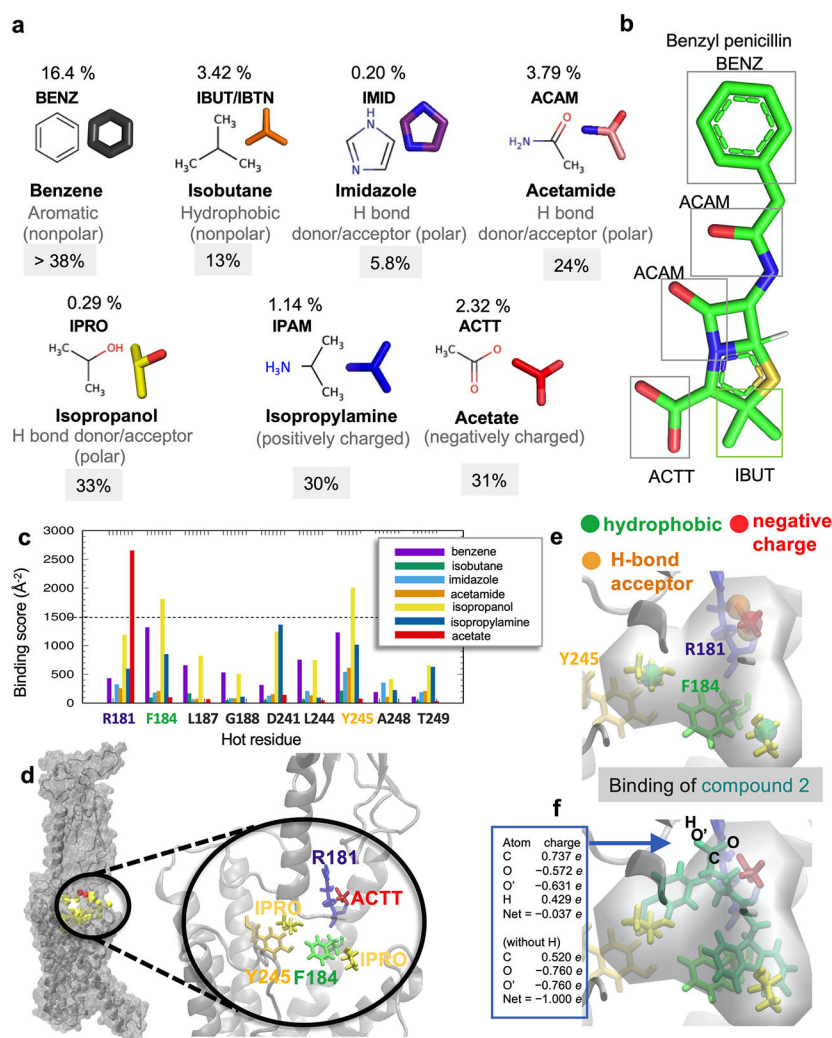 a
16.4 %
BENZ
Benzene
Aromatic
(nonpolar)
> 38%
3.42 %
IBUT/IBTN
CH₃
H₃C
CH₃
Isobutane
Hydrophobic
(nonpolar)
13%
0.20 %
IMID
H
N
N
Imidazole
H bond
donor/acceptor (polar)
5.8%
3.79 %
ACAM
O
H₂N
CH₃
Acetamide
H bond
donor/acceptor (polar)
24%
0.29 %
IPRO
H₃C
OH
CH₃
Isopropanol
H bond donor/acceptor
(polar)
33%
1.14 %
IPAM
CH₃
H₃N
CH₃
Isopropylamine
(positively charged)
30%
2.32 %
ACTT
H₃C
O
O
Acetate
(negatively charged)
31%
b
Benzyl penicillin
BENZ
ACAM
ACAM
ACTT
IBUT
c
Binding score (Å⁻²)
3000
2500
2000
1500
1000
500
0
benzene
isobutane
imidazole
acetamide
isopropanol
isopropylamine
acetate
R181
F184
L187
G188
D241
L244
Y245
A248
T249
Hot residue
d
R181
ACTT
IPRO
IPRO
Y245
F184
e
hydrophobic
negative
charge
H-bond
acceptor
R181
Y245
F184
Binding of compound 2
f
H
O'
O
C
Atom charge
C 0.737 e
O −0.572 e
O' −0.631 e
H 0.429 e
Net = −0.037 e
(without H)
C 0.520 e
O −0.760 e
O' −0.760 e
Net = −1.000 e